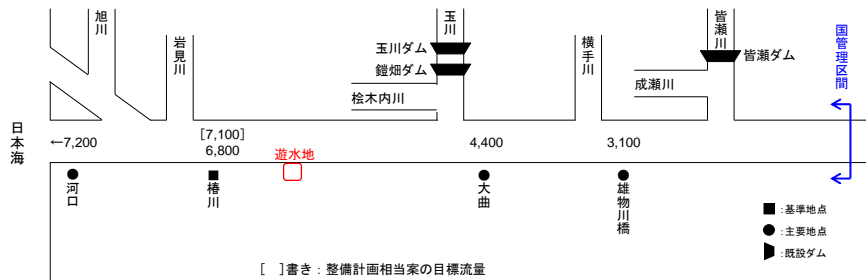 旭川
岩見川
玉川
玉川ダム
鎧畑ダム
桧木内川
横手川
皆瀬川
皆瀬ダム
成瀬川
国管理区間
日本海
←7,200
[7,100]
6,800
遊水地
4,400
3,100
河口
椿川
大曲
雄物川橋
■:基準地点
●:主要地点
:既設ダム
[ ]書き：整備計画相当案の目標流量